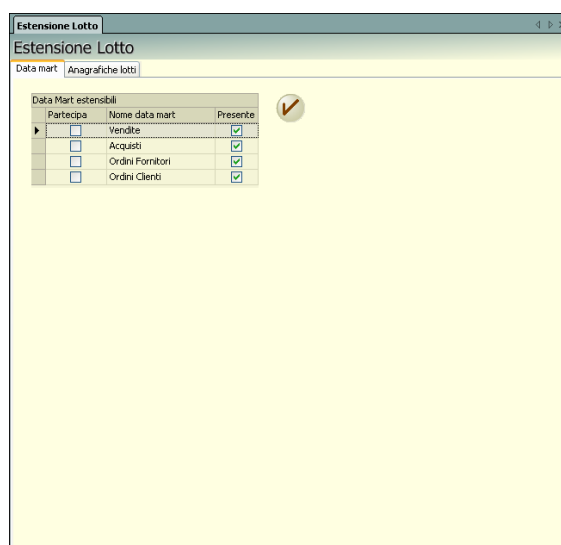 Estensione Lotto
Estensione Lotto
Data mart Anagrafiche lotti
Data Mart estensibili
Partecipa Nome data mart Presente
Vendite
Acquisti
Ordini Fornitori
Ordini Clienti